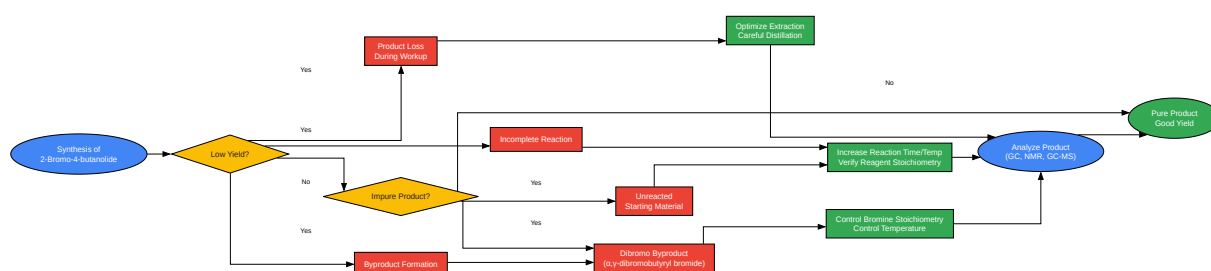 Optimize Extraction
Careful Distillation
Product Loss
During Workup
Yes
No
Pure Product
Good Yield
Yes
Incomplete Reaction
Synthesis of
2-Bromo-4-butanolide
Low Yield?
Increase Reaction Time/Temp
Verify Reagent Stoichiometry
Analyze Product
(GC, NMR, GC-MS)
No
Yes
Impure Product?
Unreacted
Starting Material
Yes
Yes
Control Bromine Stoichiometry
Control Temperature
Byproduct Formation
Dibromo Byproduct
(α,γ-dibromobutyryl bromide)